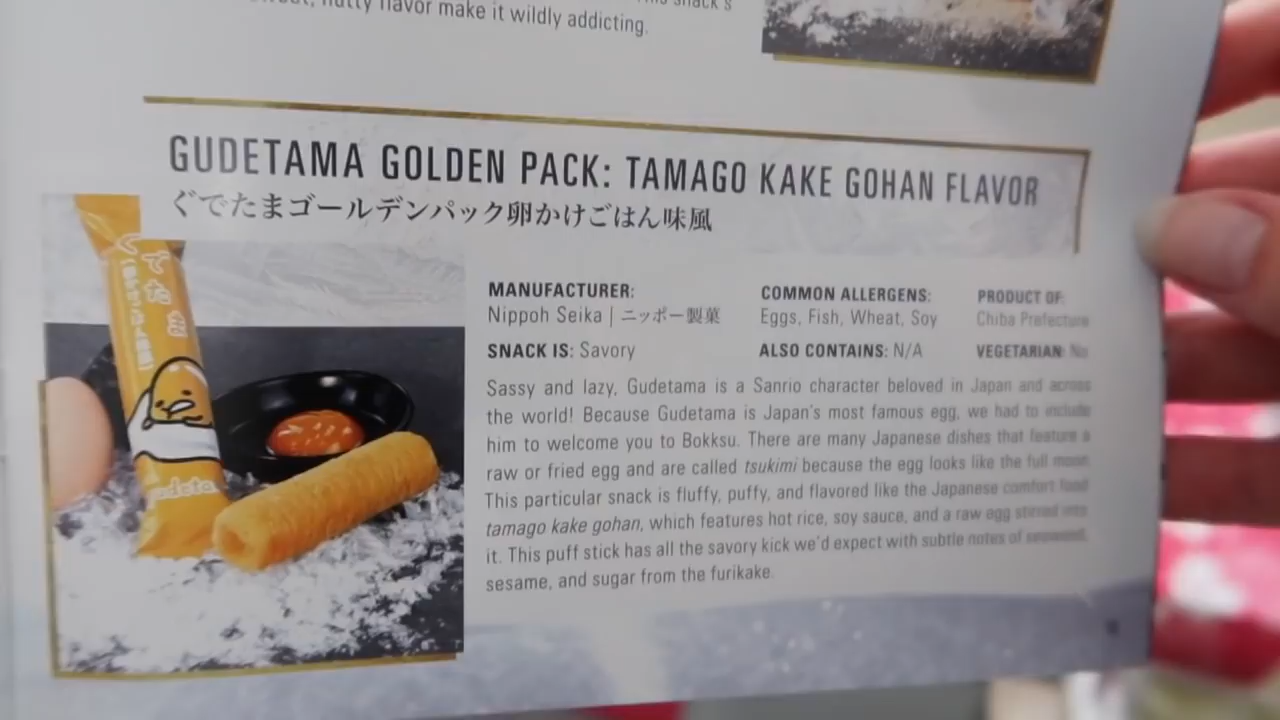 nutty flavor make it wildly addicting.
snack's
GUDETAMA GOLDEN PACK: TAMAGO KAKE GOHAN FLAVOR
ぐでたまゴールデンパック卵かけごはん味風
ぐでたま
gudeta
MANUFACTURER:
Nippoh Seika | ニッポー製菓
COMMON ALLERGENS:
Eggs, Fish, Wheat, Soy
PRODUCT OF:
Chiba Prefecture
SNACK IS: Savory
ALSO CONTAINS: N/A
VEGETARIAN: No
Sassy and lazy, Gudetama is a Sanrio character beloved in Japan and across
the world! Because Gudetama is Japan's most famous egg, we had to include
him to welcome you to Bokksu. There are many Japanese dishes that feature a
raw or fried egg and are called tsukimi because the egg looks like the full moon.
This particular snack is fluffy, puffy, and flavored like the Japanese comfort food
tamago kake gohan, which features hot rice, soy sauce, and a raw egg stirred into
it. This puff stick has all the savory kick we'd expect with subtle notes of seaweed,
sesame, and sugar from the furikake.